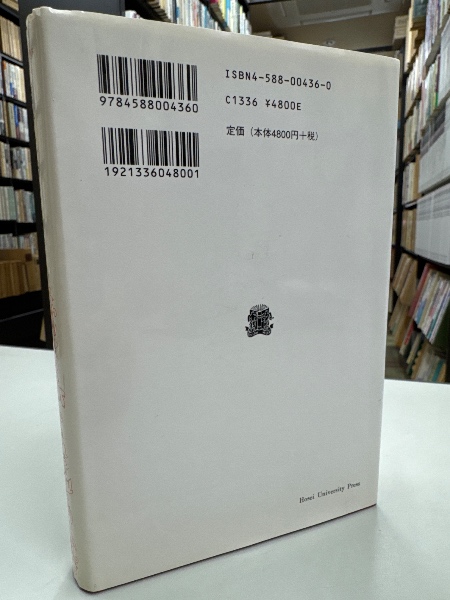 ISBN4-588-00436-0
9784588004360
C1336 ¥4800E
定価（本体4800円+税）
1921336048001
Hosei University Press